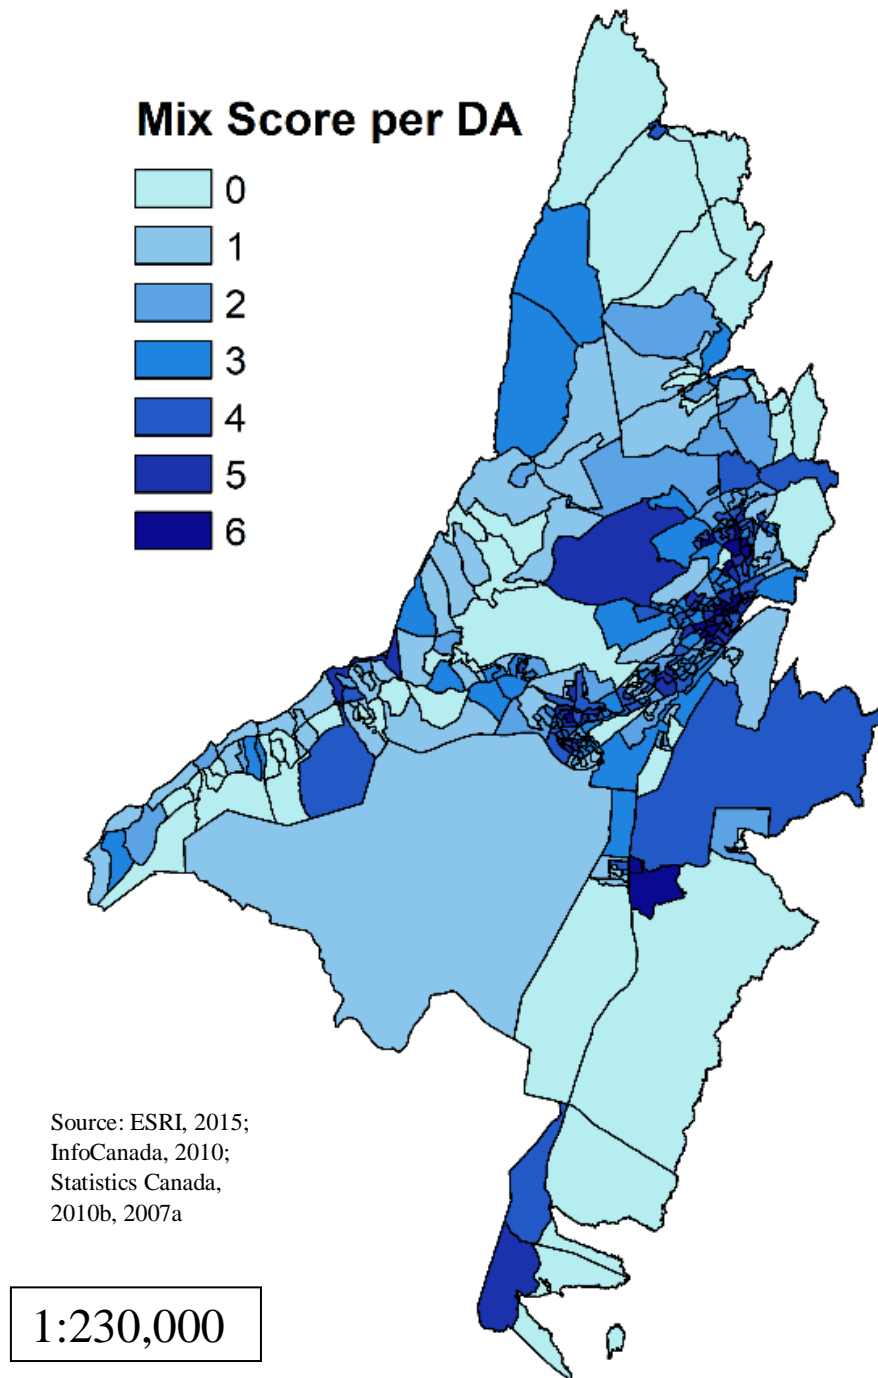 Mix Score per DA
0
1
2
3
4
5
6
Source: ESRI, 2015;
InfoCanada, 2010;
Statistics Canada,
2010b, 2007a
1:230,000